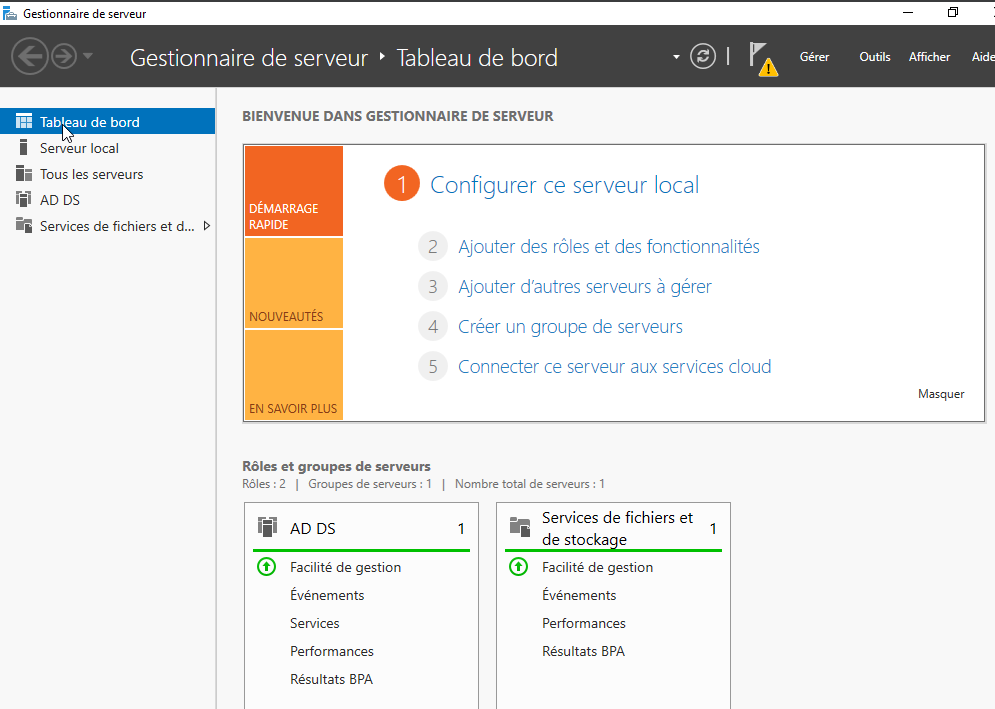 Gestionnaire de serveur
Gestionnaire de serveur ‣ Tableau de bord
Gérer Outils Afficher Aide
Tableau de bord
Serveur local
Tous les serveurs
AD DS
Services de fichiers et d...
BIENVENUE DANS GESTIONNAIRE DE SERVEUR
DÉMARRAGE
RAPIDE
NOUVEAUTÉS
EN SAVOIR PLUS
1 Configurer ce serveur local
2 Ajouter des rôles et des fonctionnalités
3 Ajouter d’autres serveurs à gérer
4 Créer un groupe de serveurs
5 Connecter ce serveur aux services cloud
Masquer
Rôles et groupes de serveurs
Rôles : 2 | Groupes de serveurs : 1 | Nombre total de serveurs : 1
AD DS 1
Facilité de gestion
Événements
Services
Performances
Résultats BPA
Services de fichiers et
de stockage 1
Facilité de gestion
Événements
Performances
Résultats BPA